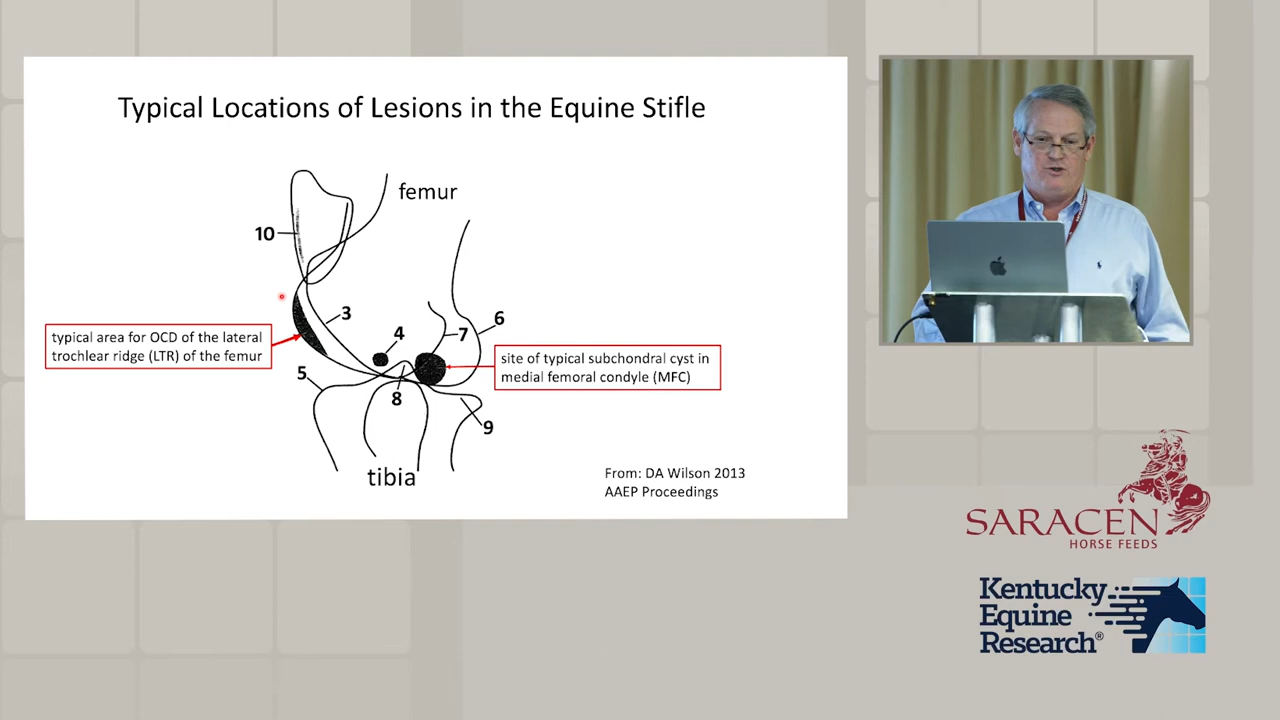 Typical Locations of Lesions in the Equine Stifle
femur
10
3
4
7
6
typical area for OCD of the lateral
trochlear ridge (LTR) of the femur
site of typical subchondral cyst in
medial femoral condyle (MFC)
5
8
9
tibia
From: DA Wilson 2013
AAEP Proceedings
SARACEN
HORSE FEEDS
Kentucky
Equine
Research®